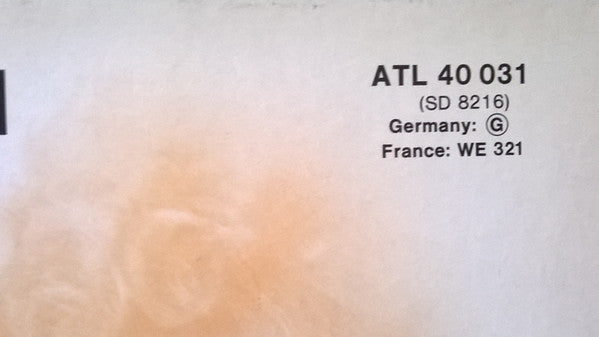 ATL 40 031
(SD 8216)
Germany: Ⓖ
France: WE 321